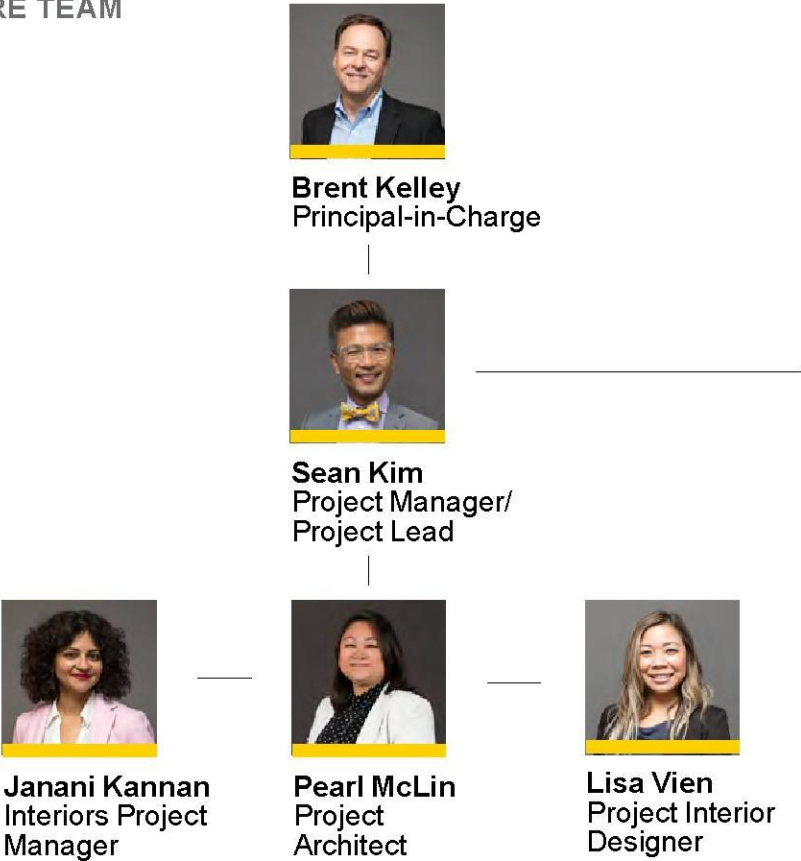 RE TEAM
Brent Kelley
Principal-in-Charge
Sean Kim
Project Manager/
Project Lead
Janani Kannan
Interiors Project
Manager
Pearl McLin
Project
Architect
Lisa Vien
Project Interior
Designer